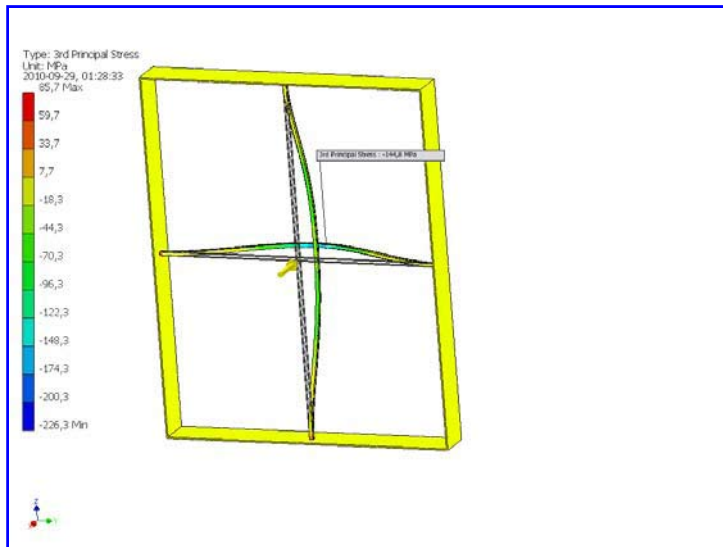 Type: 3rd Principal Stress
Unit: MPa
2010-09-29, 01:28:33
85,7 Max
59,7
33,7
7,7
-18,3
-44,3
-70,3
-96,3
-122,3
-148,3
-174,3
-200,3
-226,3 Min
3rd Principal Stress : -144,8 MPa
Z
Y